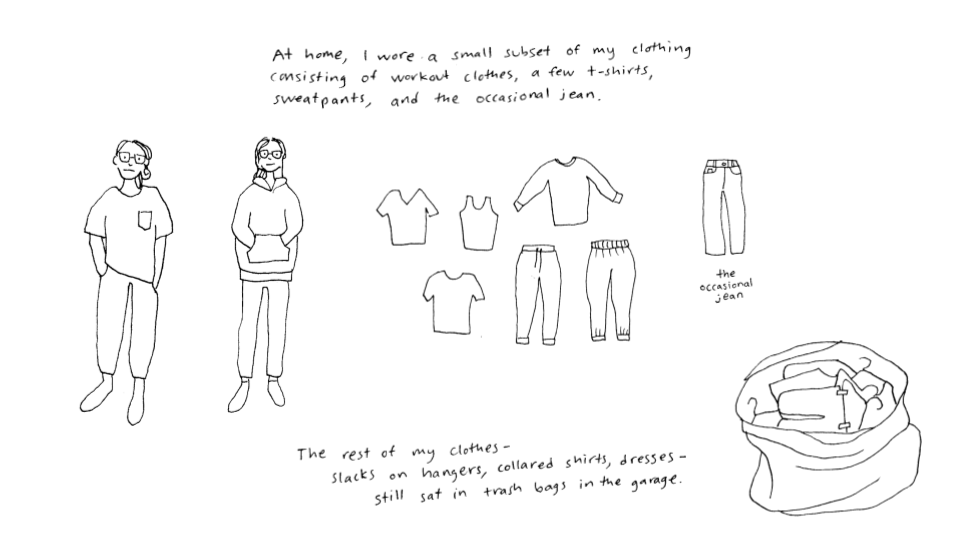 At home, I wore a small subset of my clothing
consisting of workout clothes, a few t-shirts,
sweatpants, and the occasional jean.
the
occasional
jean
The rest of my clothes -
slacks on hangers, collared shirts, dresses -
still sat in trash bags in the garage.